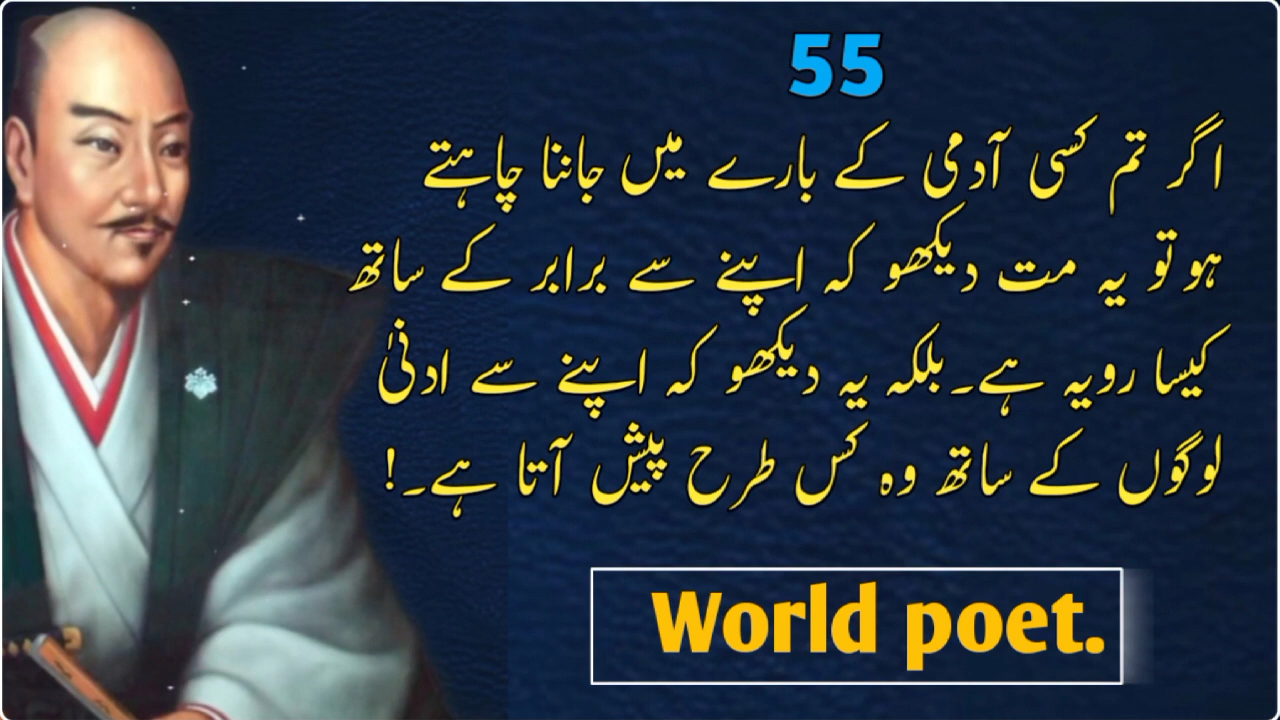 55
اگر تم کسی آدمی کے بارے میں جاننا چاہتے
ہو تو یہ مت دیکھو کہ اپنے سے برابر کے ساتھ
کیسا رویہ ہے۔ بلکہ یہ دیکھو کہ اپنے سے ادنیٰ
لوگوں کے ساتھ وہ کس طرح پیش آتا ہے۔!
World poet.